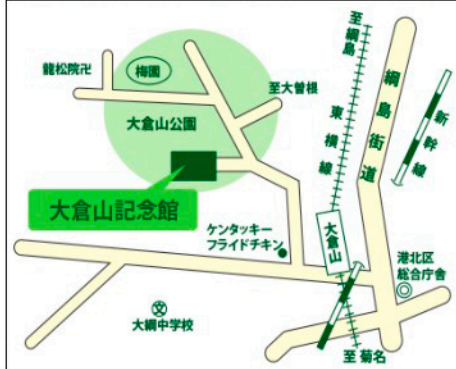 至綱島
龍松院卍
梅園
至大曽根
東横線
綱島街道
新幹線
大倉山公園
大倉山記念館
ケンタッキー
フライドチキン
大倉山
港北区
総合庁舎
文
大綱中学校
至菊名